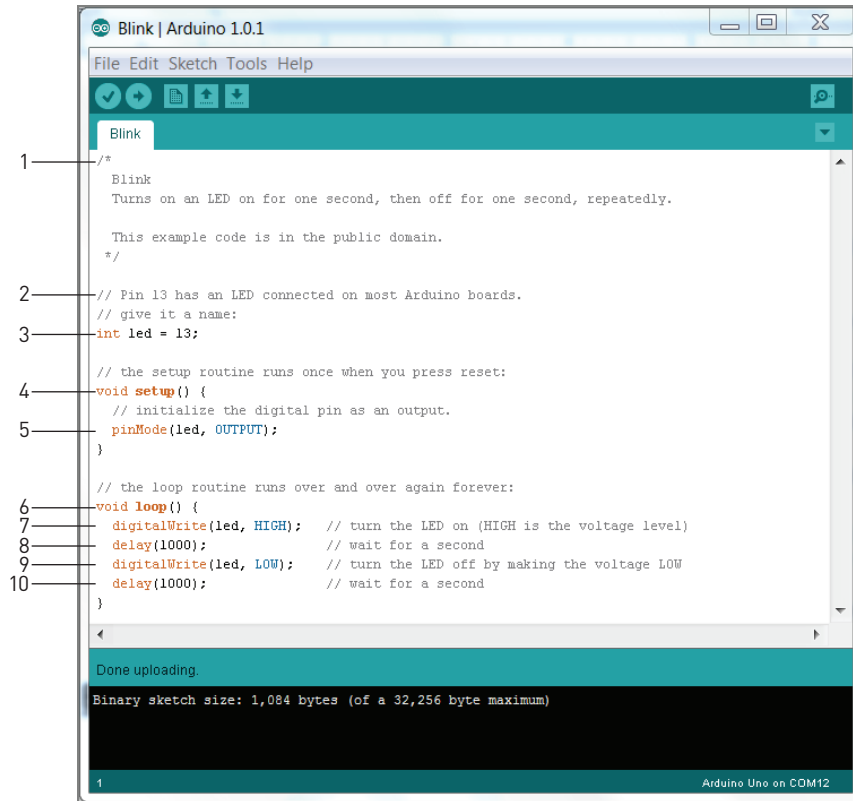 Blink | Arduino 1.0.1
File Edit Sketch Tools Help
Blink
1 /*
Blink
Turns on an LED on for one second, then off for one second, repeatedly.
This example code is in the public domain.
*/
2 // Pin 13 has an LED connected on most Arduino boards.
// give it a name:
3 int led = 13;
// the setup routine runs once when you press reset:
4 void setup() {
// initialize the digital pin as an output.
5 pinMode(led, OUTPUT);
}
// the loop routine runs over and over again forever:
6 void loop() {
7 digitalWrite(led, HIGH); // turn the LED on (HIGH is the voltage level)
8 delay(1000); // wait for a second
9 digitalWrite(led, LOW); // turn the LED off by making the voltage LOW
10 delay(1000); // wait for a second
}
Done uploading.
Binary sketch size: 1,084 bytes (of a 32,256 byte maximum)
1 Arduino Uno on COM12